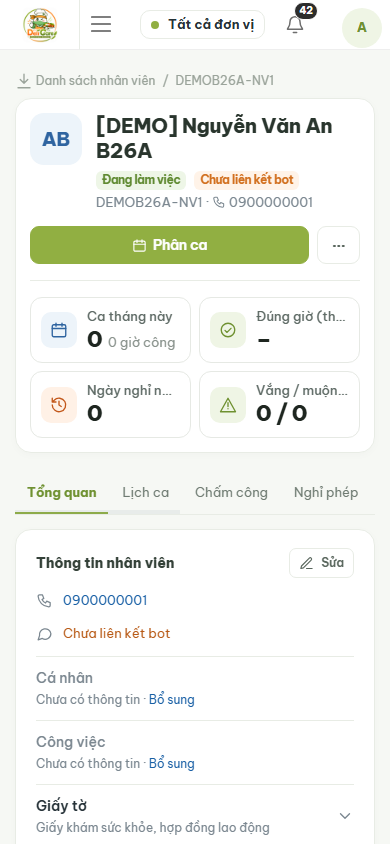 Tất cả đơn vị
42
A
Danh sách nhân viên / DEMOB26A-NV1
AB
[DEMO] Nguyễn Văn An
B26A
Đang làm việc Chưa liên kết bot
DEMOB26A-NV1 · 0900000001
Phân ca
...
Ca tháng này
0 0 giờ công
Đúng giờ (th...
–
Ngày nghỉ n...
0
Vắng / muộn...
0 / 0
Tổng quan Lịch ca Chấm công Nghỉ phép
Thông tin nhân viên Sửa
0900000001
Chưa liên kết bot
Cá nhân
Chưa có thông tin · Bổ sung
Công việc
Chưa có thông tin · Bổ sung
Giấy tờ
Giấy khám sức khỏe, hợp đồng lao động